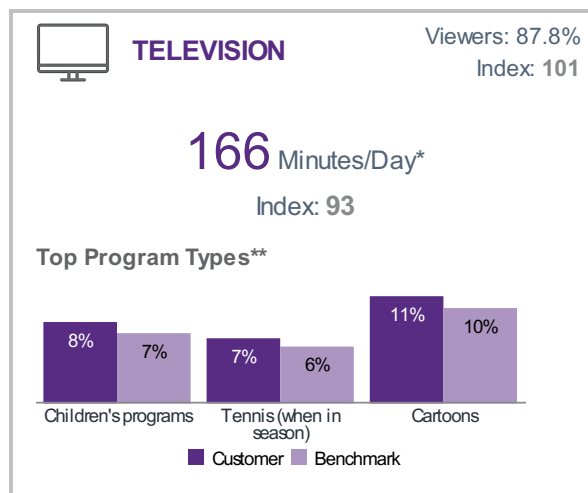 TELEVISION
Viewers: 87.8%
Index: 101
166 Minutes/Day*
Index: 93
Top Program Types**
8%
7%
7%
6%
11%
10%
Children's programs
Tennis (when in
season)
Cartoons
Customer
Benchmark